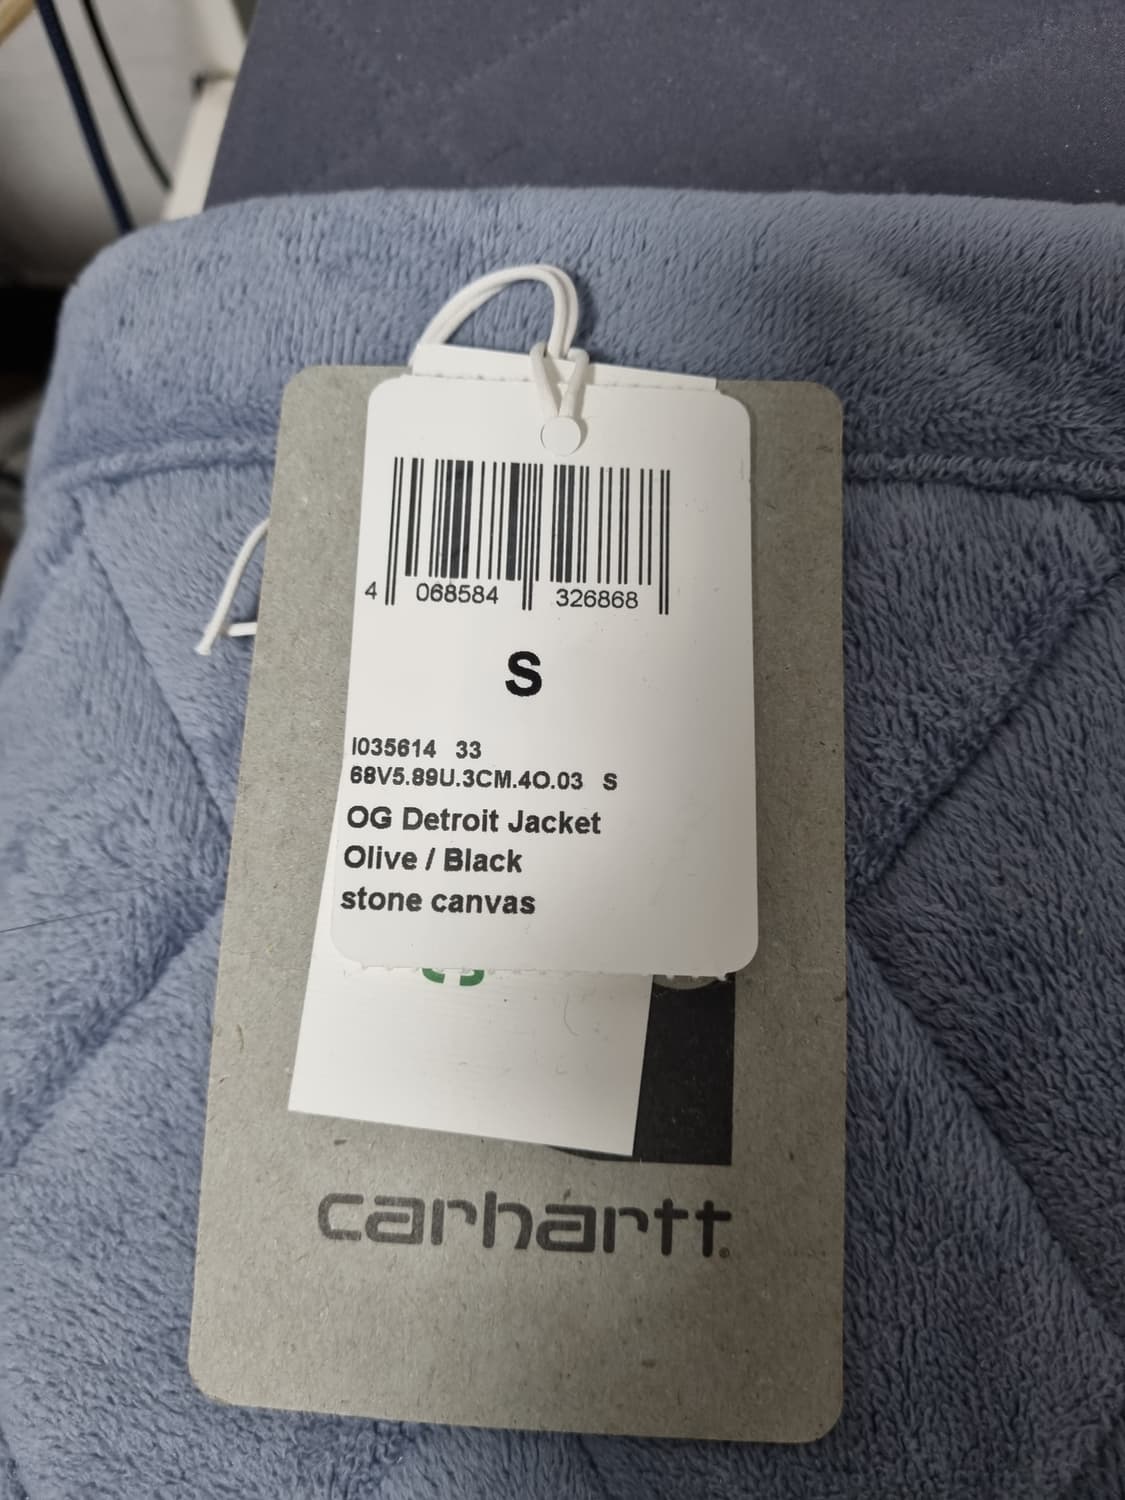 4 068584 326868
S
I035614 33
68V5.89U.3CM.4O.03 S
OG Detroit Jacket
Olive / Black
stone canvas
carhartt.